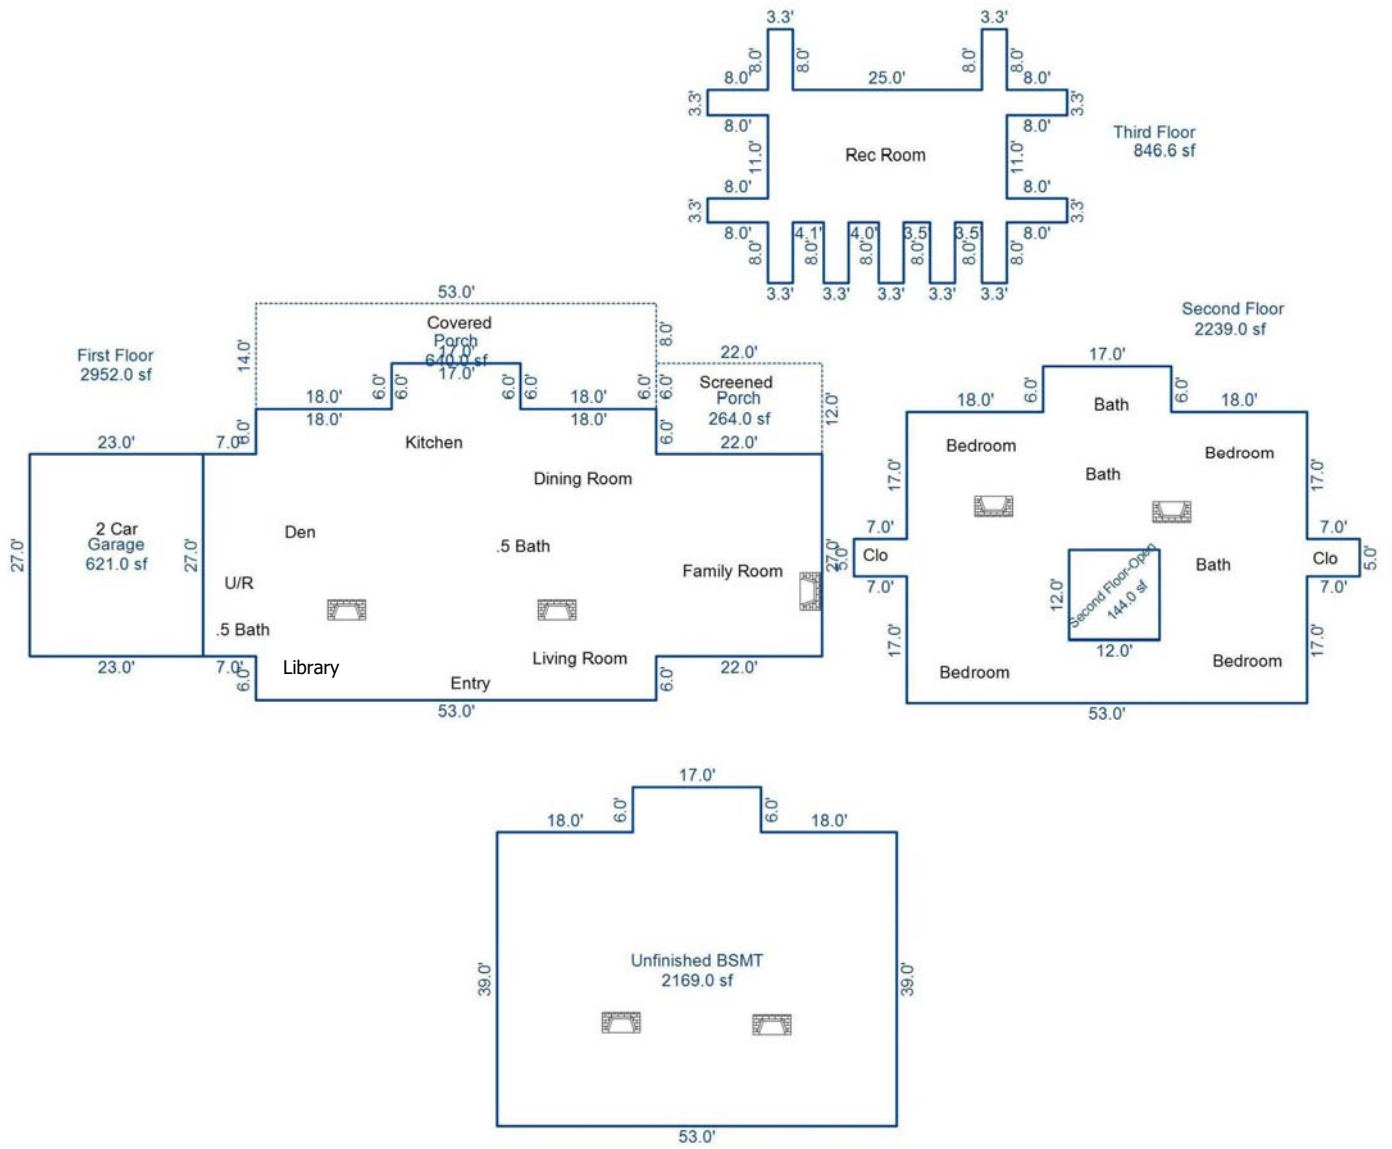 3.3'
3.3'
8.0'
8.0'
8.0'
8.0'
8.0'
25.0'
8.0'
3.3'
3.3'
8.0'
8.0'
Third Floor
846.6 sf
11.0'
Rec Room
11.0'
8.0'
8.0'
3.3'
3.3'
8.0'
4.1'
4.0'
3.5'
3.5'
8.0'
8.0'
8.0'
8.0'
8.0'
8.0'
8.0'
3.3'
3.3'
3.3'
3.3'
3.3'
53.0'
Covered
Porch
640.0 sf
17.0'
17.0'
14.0'
8.0'
First Floor
2952.0 sf
22.0'
Screened
Porch
264.0 sf
12.0'
6.0'
6.0'
6.0'
6.0'
6.0'
6.0'
18.0'
18.0'
18.0'
18.0'
23.0'
7.0'
6.0'
Kitchen
6.0'
22.0'
Dining Room
2 Car
Garage
621.0 sf
27.0'
27.0'
Den
.5 Bath
Family Room
27.0'
U/R
.5 Bath
Library
Living Room
Entry
23.0'
7.0'
6.0'
53.0'
6.0'
22.0'
Second Floor
2239.0 sf
17.0'
6.0'
6.0'
18.0'
18.0'
Bath
Bedroom
Bedroom
Bath
17.0'
17.0'
7.0'
7.0'
5.0'
Clo
Clo
5.0'
7.0'
7.0'
Bath
Second Floor-Open
144.0 sf
12.0'
12.0'
17.0'
17.0'
Bedroom
Bedroom
53.0'
17.0'
6.0'
6.0'
18.0'
18.0'
39.0'
Unfinished BSMT
2169.0 sf
39.0'
53.0'